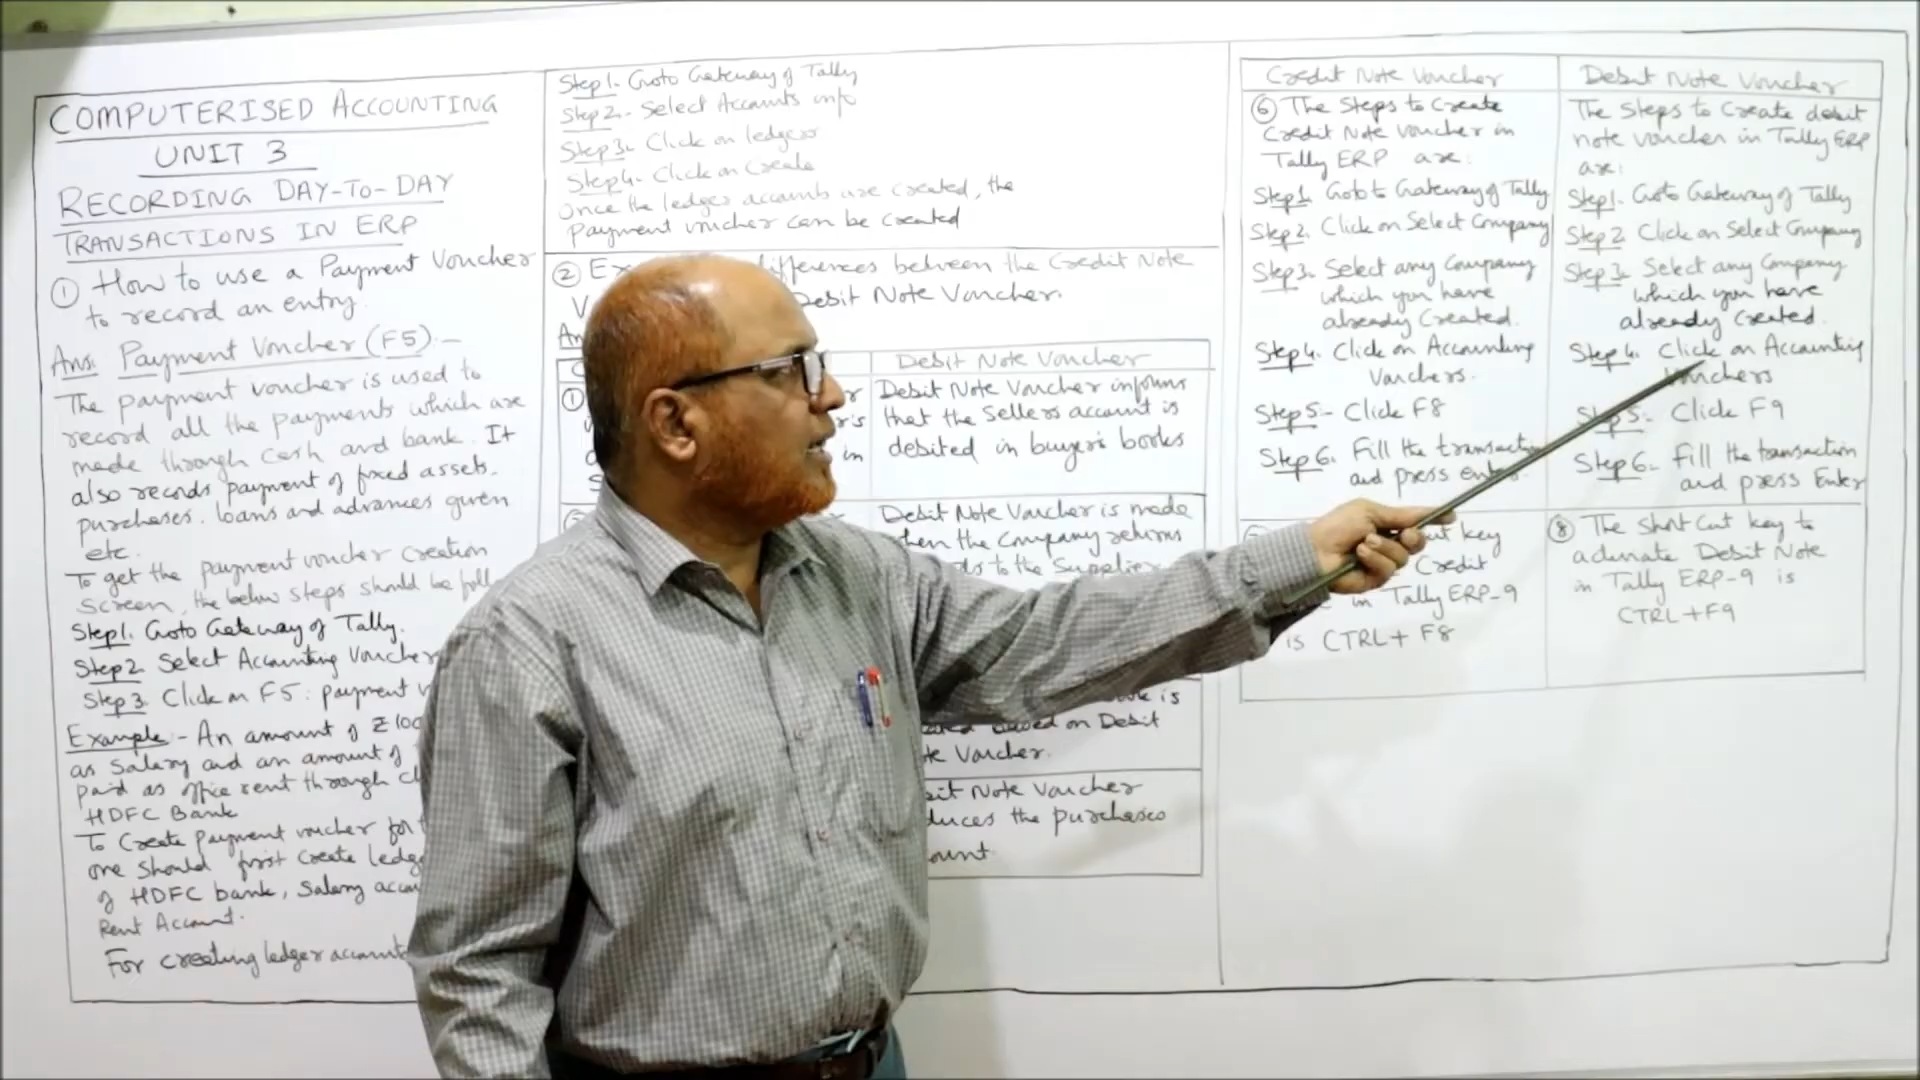 COMPUTERISED ACCOUNTING
UNIT 3
RECORDING DAY-TO-DAY
TRANSACTIONS IN ERP
① How to use a Payment Voucher
to record an entry.
Ans: Payment Voucher (F5):-
The payment voucher is used to
record all the payments which are
made through cash and bank. It
also records payment of fixed assets.
purchases. loans and advances given
etc.
To get the payment voucher creation
Screen, the below steps should be
Step1. Goto Gateway of Tally.
Step2. Select Accounting Voucher
Step 3. Click on F5: payment
Example:- An amount of
as Salary and an amount of
paid as office rent through
HDFC Bank
To Create payment voucher for
one should first create
of HDFC bank, Salary
Rent Account.
For creating ledger
Step1. Goto Gateway of Tally
Step2.- Select Accounts info
Step3. Click on ledgers
Step4. Click on Create
Once the ledger accounts are created, the
payment voucher can be created
② differences between the Credit Note
Debit Note Voucher.
Debit Note Voucher
① Debit Note Voucher informs
that the Sellers account is
in debited in buyer's books
Debit Note Voucher is made
when the Company returns
to the Supplier
is
based on Debit
Voucher.
Note Voucher
the purchases
Credit Note Voucher
⑥ The Steps to Create
Credit Note Voucher in
Tally ERP are:
Step1. Goto Gateway of Tally
Step2. Click on Select Company
Step3. Select any Company
which you have
already Created.
Step4. Click on Accounting
Vouchers.
Step5:- Click F8
Step6. Fill the transaction
and press enter.
key
Credit
in Tally ERP-9
is CTRL+ F8
Debit Note Voucher
The Steps to Create debit
note voucher in Tally ERP
are:
Step1. Goto Gateway of Tally
Step2. Click on Select Company
Step3. Select any Company
which you have
already Created.
Step4. Click on Accounting
Vouchers
Step5:- Click F9
Step6- Fill the transaction
and press Enter
⑧ The Short Cut key to
Debit Note
in Tally ERP-9 is
CTRL+F9